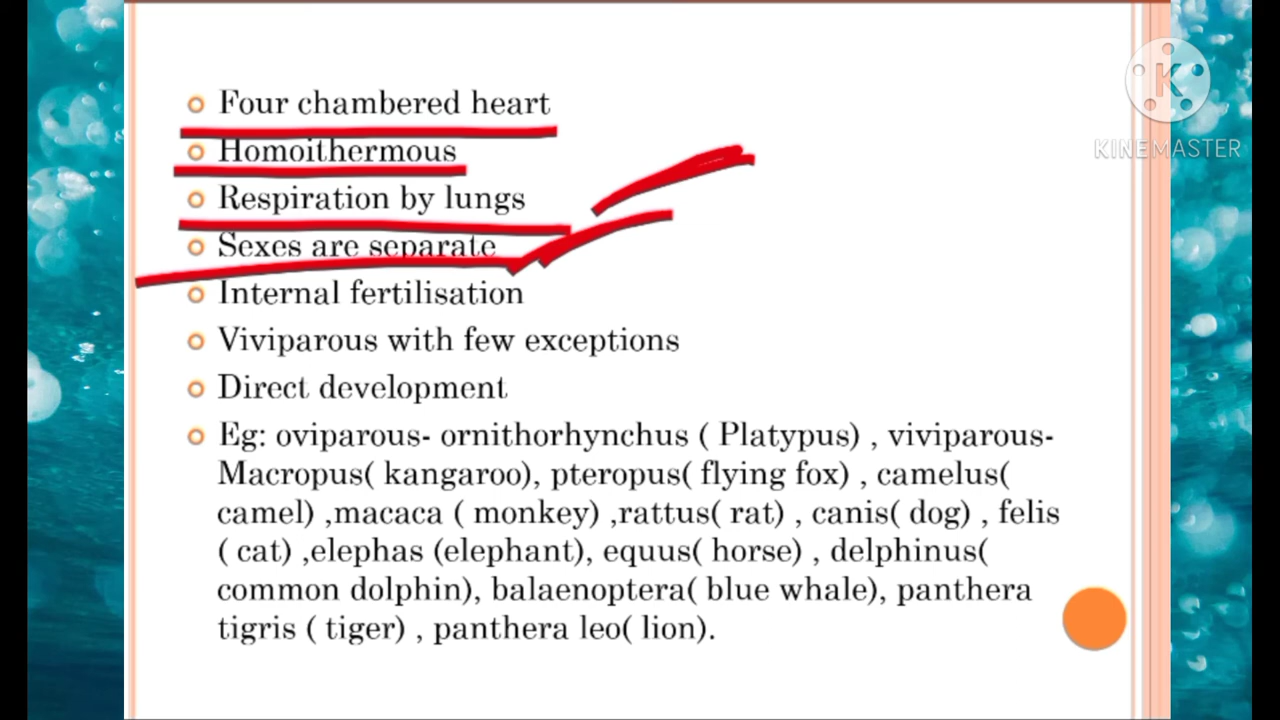 Four chambered heart
Homoithermous
Respiration by lungs
Sexes are separate
Internal fertilisation
Viviparous with few exceptions
Direct development
Eg: oviparous- ornithorhynchus ( Platypus) , viviparous-
Macropus( kangaroo), pteropus( flying fox) , camelus(
camel) ,macaca ( monkey) ,rattus( rat) , canis( dog) , felis
( cat) ,elephas (elephant), equus( horse) , delphinus(
common dolphin), balaenoptera( blue whale), panthera
tigris ( tiger) , panthera leo( lion).
K
KINEMASTER